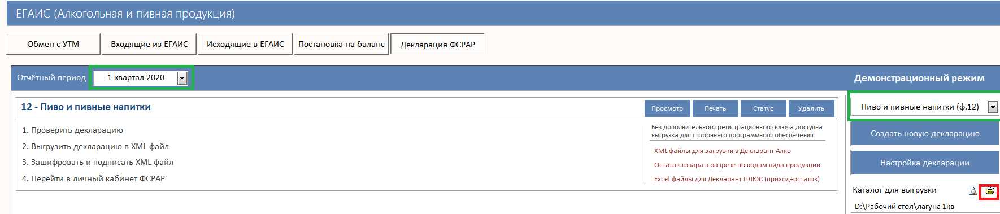 ЕГАИС (Алкогольная и пивная продукция)
Обмен с УТМ
Входящие из ЕГАИС
Исходящие в ЕГАИС
Постановка на баланс
Декларация ФСРАР
Отчётный период
1 квартал 2020
Демонстрационный режим
12 - Пиво и пивные напитки
Просмотр
Печать
Статус
Удалить
1. Проверить декларацию
2. Выгрузить декларацию в XML файл
3. Зашифровать и подписать XML файл
4. Перейти в личный кабинет ФСРАР
Без дополнительного регистрационного ключа доступна
выгрузка для стороннего программного обеспечения:
XML файлы для загрузки в Декларант Алко
Остаток товара в разрезе по кодам вида продукции
Excel файлы для Декларант ПЛЮС (приход+остаток)
Пиво и пивные напитки (ф.12)
Создать новую декларацию
Настройка декларации
Каталог для выгрузки
D:\Рабочий стол\лагуна 1кв